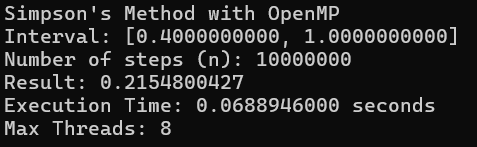 Simpson's Method with OpenMP
Interval: [0.4000000000, 1.0000000000]
Number of steps (n): 10000000
Result: 0.2154800427
Execution Time: 0.0688946000 seconds
Max Threads: 8